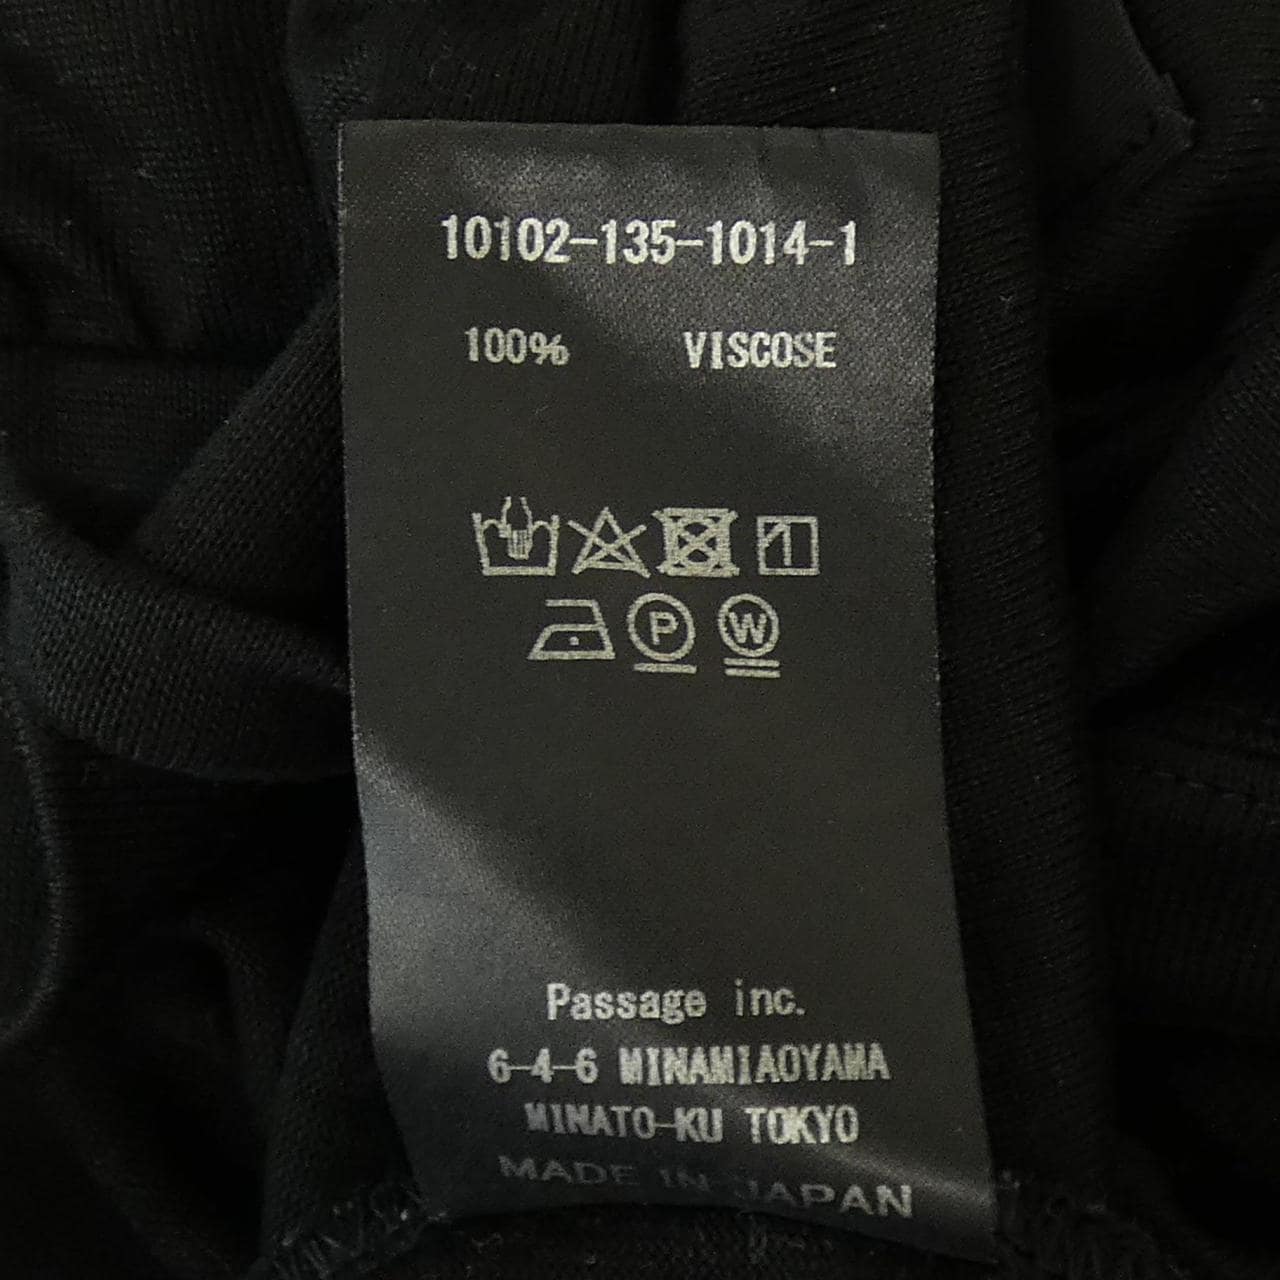 10102-135-1014-1
100% VISCOSE
P W
Passage inc.
6-4-6 MINAMIAOYAMA
MINATO-KU TOKYO
MADE IN JAPAN